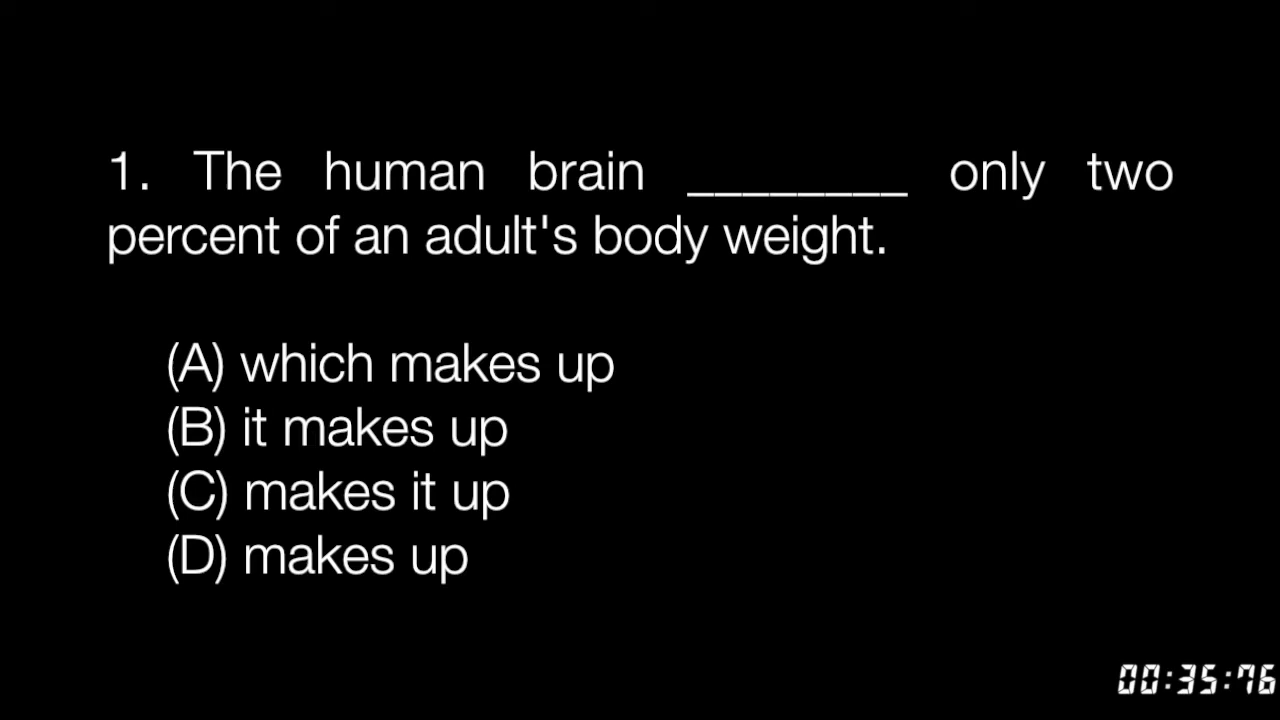 1. The human brain ________ only two
percent of an adult's body weight.
(A) which makes up
(B) it makes up
(C) makes it up
(D) makes up
00:35:76